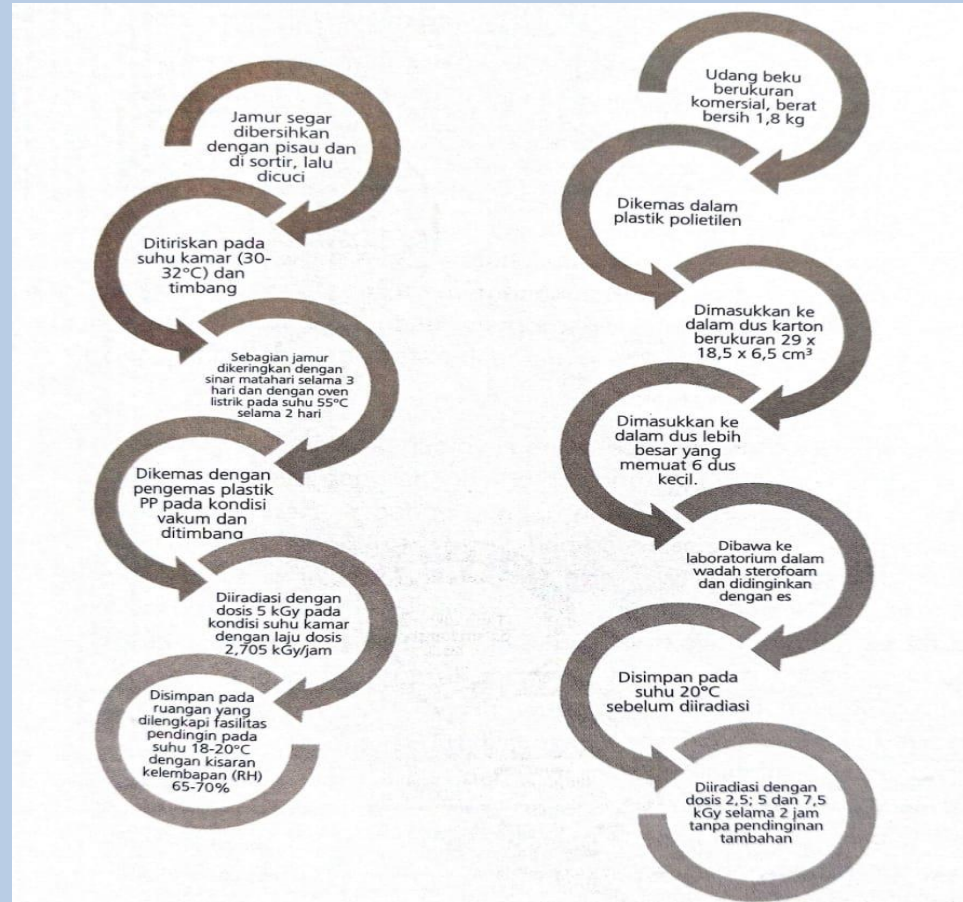 Jamur segar
dibersihkan
dengan pisau dan
di sortir, lalu
dicuci
Ditiriskan pada
suhu kamar (30-
32°C) dan
timbang
Sebagian jamur
dikeringkan dengan
sinar matahari selama 3
hari dan dengan oven
listrik pada suhu 55°C
selama 2 hari
Dikemas dengan
pengemas plastik
PP pada kondisi
vakum dan
ditimbang
Diiradiasi dengan
dosis 5 kGy pada
kondisi suhu kamar
dengan laju dosis
2,705 kGy/jam
Disimpan pada
ruangan yang
dilengkapi fasilitas
pendingin pada
suhu 18-20°C
dengan kisaran
kelembapan (RH)
65-70%
Udang beku
berukuran
komersial, berat
bersih 1,8 kg
Dikemas dalam
plastik polietilen
Dimasukkan ke
dalam dus karton
berukuran 29 x
18,5 x 6,5 cm³
Dimasukkan ke
dalam dus lebih
besar yang
memuat 6 dus
kecil.
Dibawa ke
laboratorium dalam
wadah sterofoam
dan didinginkan
dengan es
Disimpan pada
suhu 20°C
sebelum diiradiasi
Diiradiasi dengan
dosis 2,5; 5 dan 7,5
kGy selama 2 jam
tanpa pendinginan
tambahan